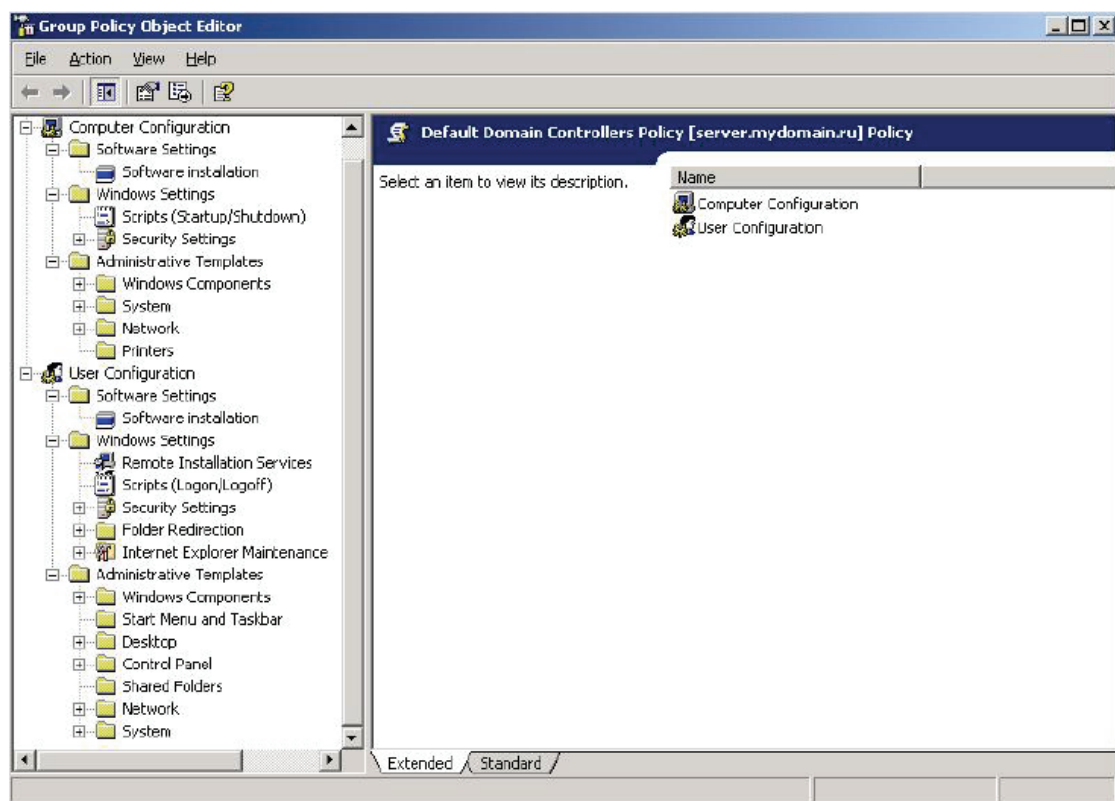 Group Policy Object Editor
File Action View Help
Computer Configuration
Software Settings
Software installation
Windows Settings
Scripts (Startup/Shutdown)
Security Settings
Administrative Templates
Windows Components
System
Network
Printers
User Configuration
Software Settings
Software installation
Windows Settings
Remote Installation Services
Scripts (Logon/Logoff)
Security Settings
Folder Redirection
Internet Explorer Maintenance
Administrative Templates
Windows Components
Start Menu and Taskbar
Desktop
Control Panel
Shared Folders
Network
System
Default Domain Controllers Policy [server.mydomain.ru] Policy
Select an item to view its description.
Name
Computer Configuration
User Configuration
Extended Standard